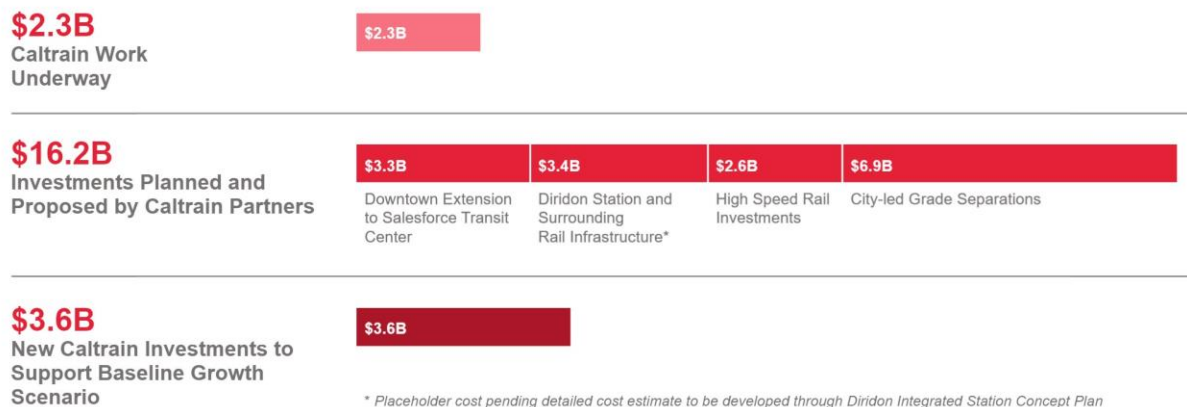 $2.3B
Caltrain Work
Underway
$2.3B
$16.2B
Investments Planned and
Proposed by Caltrain Partners
$3.3B
Downtown Extension
to Salesforce Transit
Center
$3.4B
Diridon Station and
Surrounding
Rail Infrastructure*
$2.6B
High Speed Rail
Investments
$6.9B
City-led Grade Separations
$3.6B
New Caltrain Investments to
Support Baseline Growth
Scenario
$3.6B
* Placeholder cost pending detailed cost estimate to be developed through Diridon Integrated Station Concept Plan